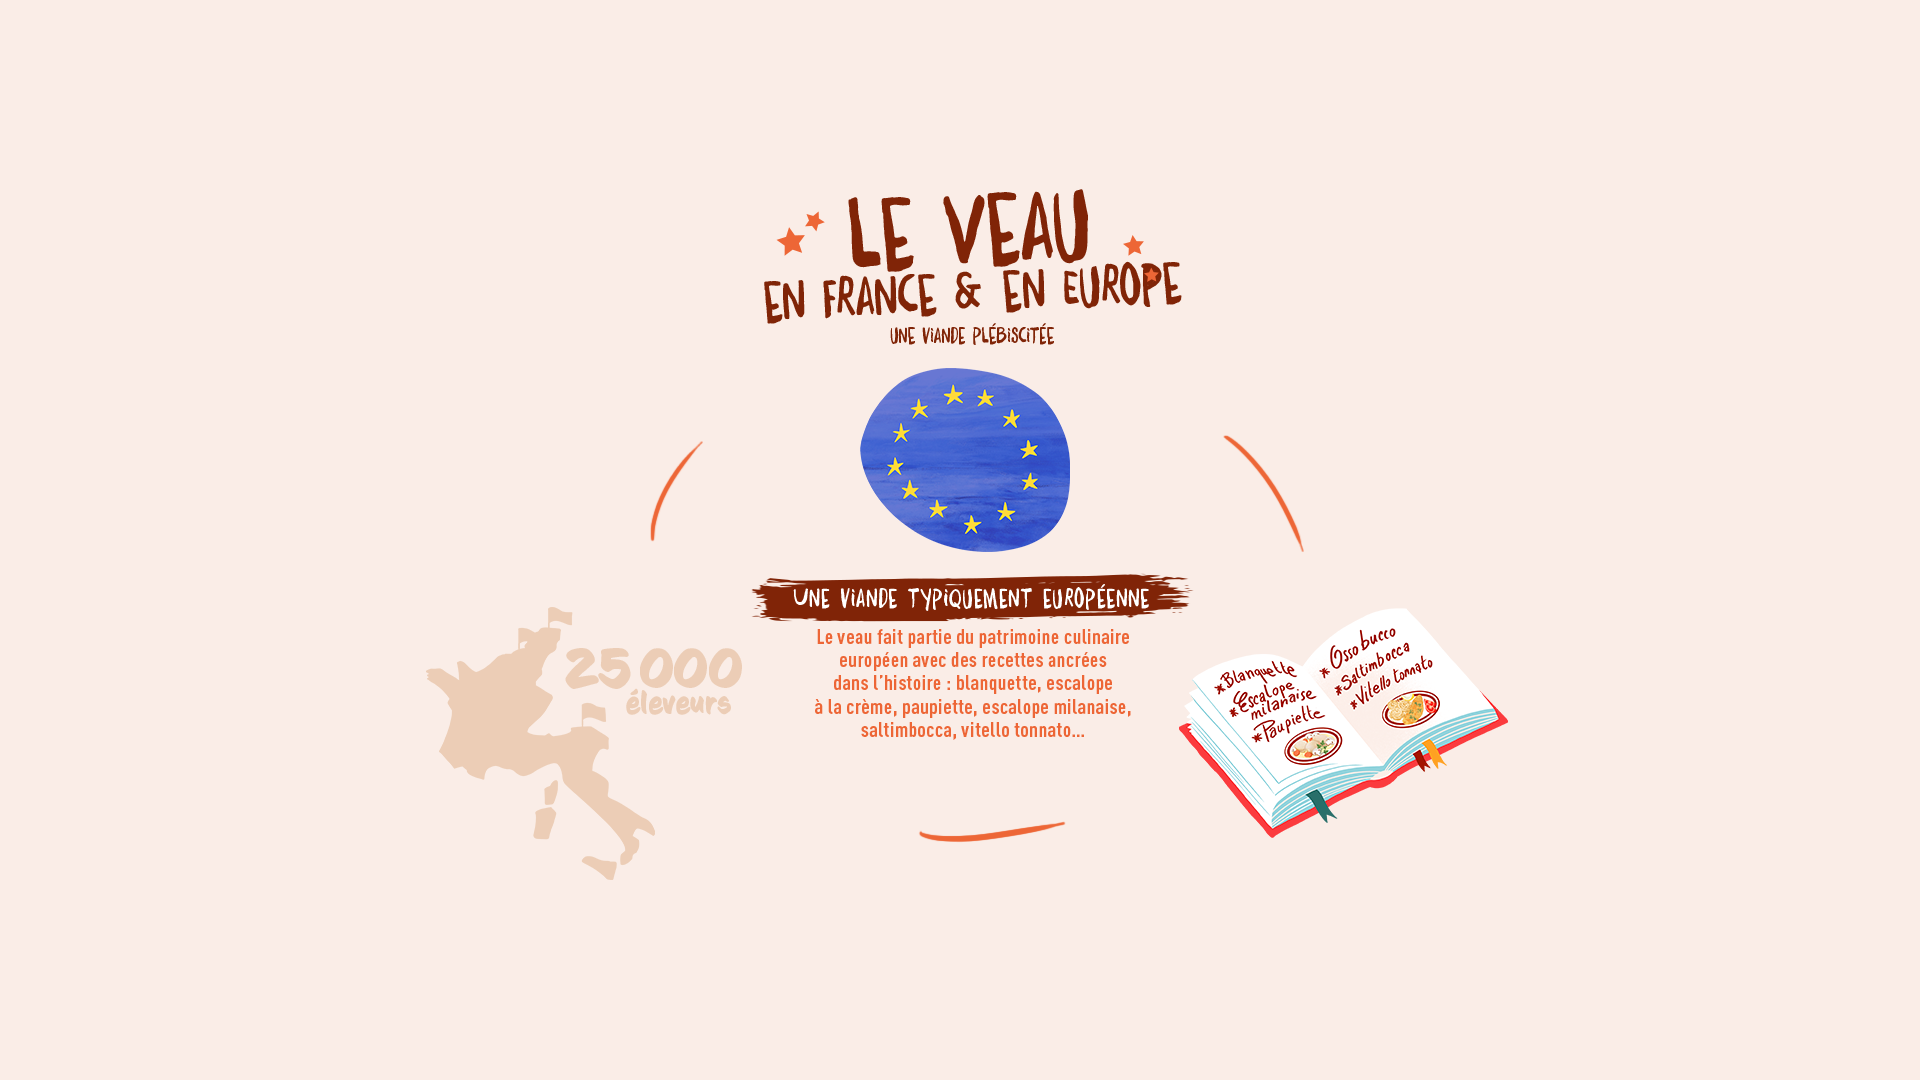 LE VEAU
EN FRANCE & EN EUROPE
UNE VIANDE PLÉBISCITÉE
UNE VIANDE TYPIQUEMENT EUROPÉENNE
Le veau fait partie du patrimoine culinaire
européen avec des recettes ancrées
dans l'histoire : blanquette, escalope
à la crème, paupiette, escalope milanaise,
saltimbocca, vitello tonnato...
25 000
éleveurs
*Blanquette
*Escalope
milanaise
*Paupiette
*Osso bucco
*Saltimbocca
*Vitello tonnato